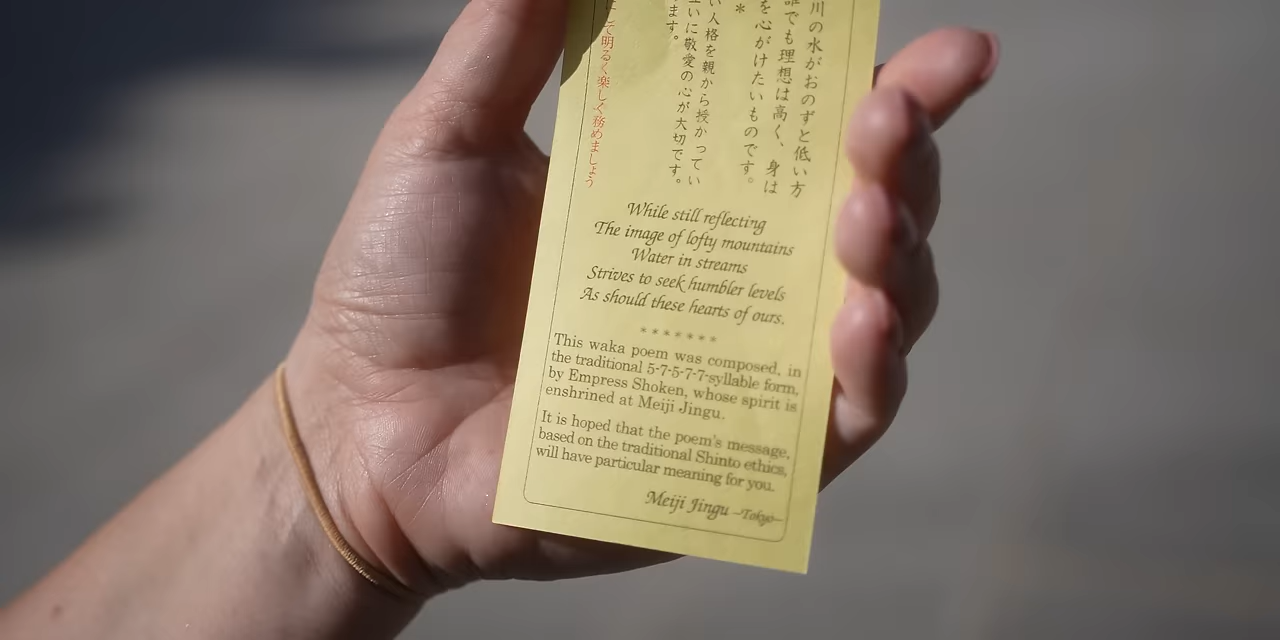 川の水がおのずと低い方
誰でも理想は高く、身は
を心がけたいものです。
*
い人格を親から授かってい
互いに敬愛の心が大切です。
ます。
にして明るく楽しく務めましょう
While still reflecting
The image of lofty mountains
Water in streams
Strives to seek humbler levels
As should these hearts of ours.
*******
This waka poem was composed, in
the traditional 5-7-5-7-7-syllable form,
by Empress Shoken, whose spirit is
enshrined at Meiji Jingu.
It is hoped that the poem's message,
based on the traditional Shinto ethics,
will have particular meaning for you.
Meiji Jingu –Tokyo–